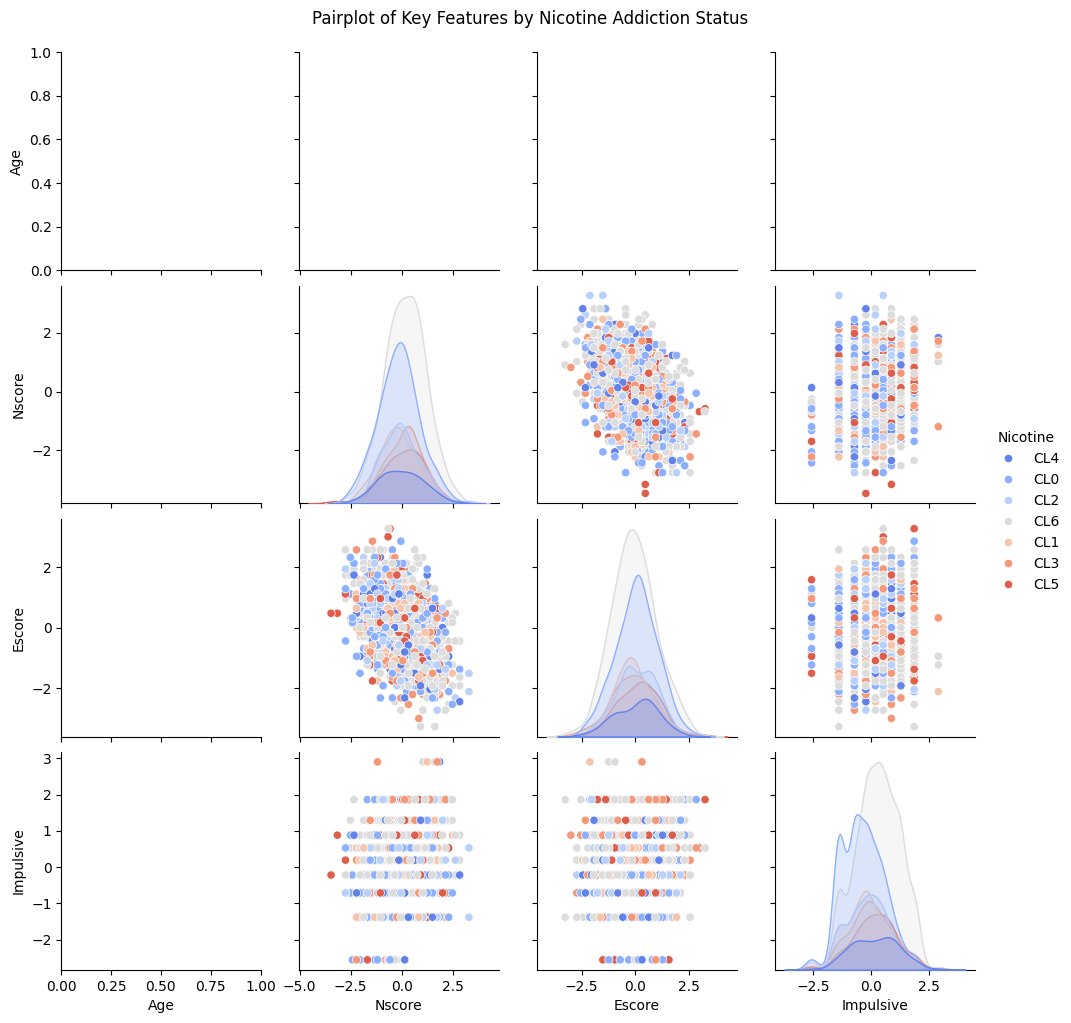 Pairplot of Key Features by Nicotine Addiction Status
1.0
0.8
0.6
0.4
0.2
0.0
Age
2
0
−2
Nscore
2
0
−2
Escore
3
2
1
0
−1
−2
Impulsive
0.00 0.25 0.50 0.75 1.00
Age
−5.0 −2.5 0.0 2.5
Nscore
−2.5 0.0 2.5
Escore
−2.5 0.0 2.5
Impulsive
Nicotine
CL4
CL0
CL2
CL6
CL1
CL3
CL5